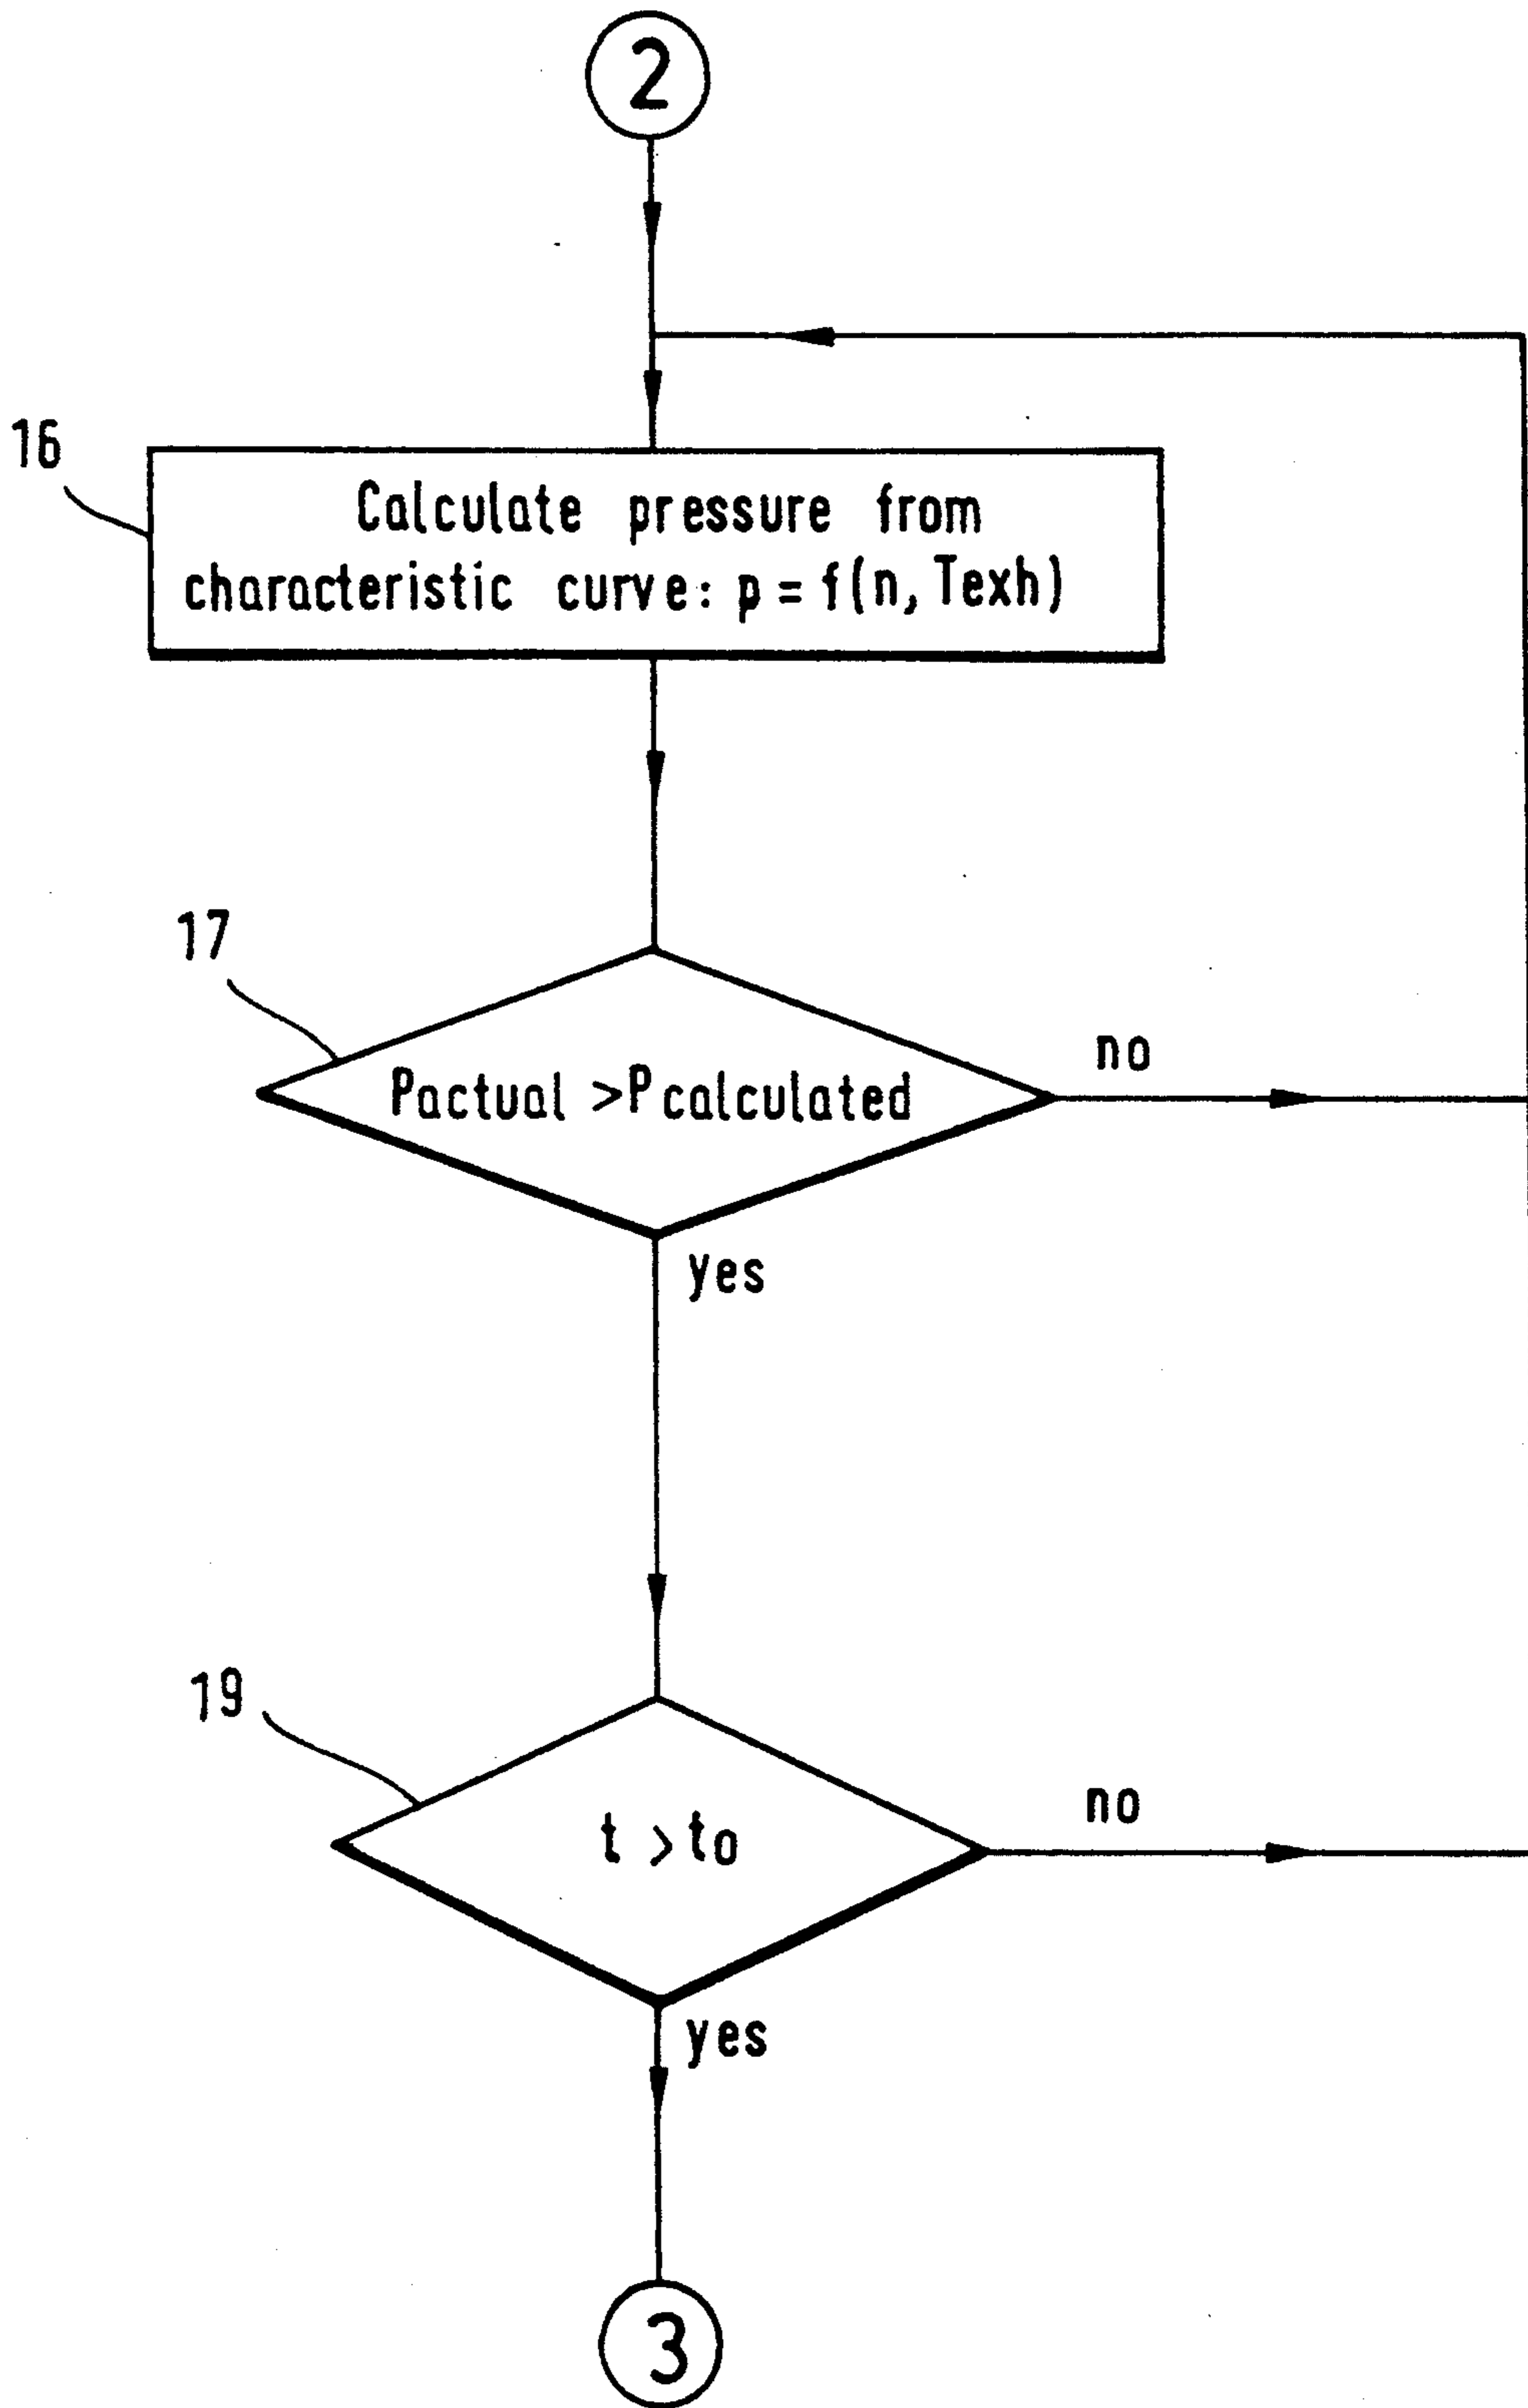 2
16
Calculate pressure from
characteristic curve: p = f(n, Texh)
17
Pactual >Pcalculated
no
yes
19
t >to
no
yes
3